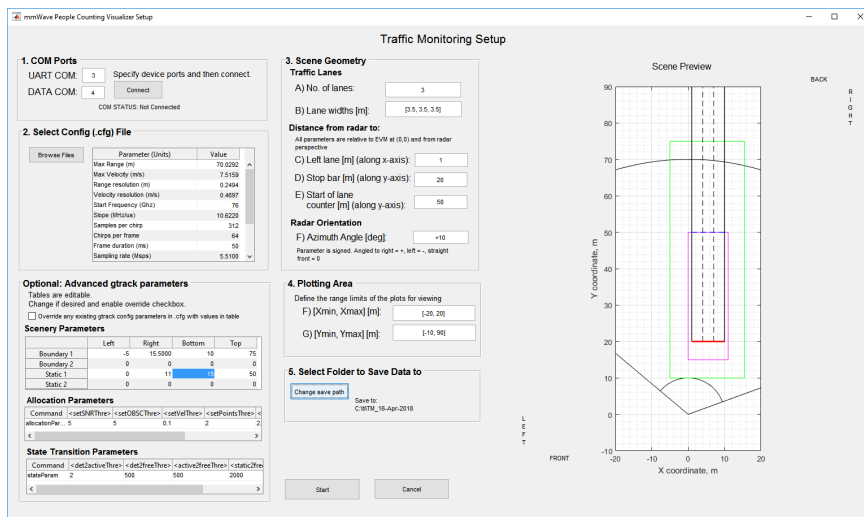 mmWave People Counting Visualizer Setup
Traffic Monitoring Setup
1. COM Ports
UART COM: 3 Specify device ports and then connect.
DATA COM: 4 Connect
COM STATUS: Not Connected
2. Select Config (.cfg) File
Browse Files
Parameter (Units) Value
Max Range (m) 70.0292
Max Velocity (m/s) 7.5159
Range resolution (m) 0.2494
Velocity resolution (m/s) 0.4697
Start Frequency (Ghz) 76
Slope (MHz/us) 10.6220
Samples per chirp 312
Chirps per frame 64
Frame duration (ms) 50
Sampling rate (Msps) 5.5100
Optional: Advanced gtrack parameters
Tables are editable.
Change if desired and enable override checkbox.
Override any existing gtrack config parameters in .cfg with values in table
Scenery Parameters
Left Right Bottom Top
Boundary 1 -5 15.5000 10 75
Boundary 2 0 0 0 0
Static 1 0 11 15 50
Static 2 0 0 0 0
Allocation Parameters
Command <setSNRThre> <setOBSCThre> <setVelThre> <setPointsThre> <
allocationPar... 5 5 0.1 2 2.
State Transition Parameters
Command <det2activeThre> <det2freeThre> <active2freeThre> <static2free
stateParam 2 500 500 2000
3. Scene Geometry
Traffic Lanes
A) No. of lanes: 3
B) Lane widths [m]: [3.5, 3.5, 3.5]
Distance from radar to:
All parameters are relative to EVM at (0,0) and from radar
perspective
C) Left lane [m] (along x-axis): 1
D) Stop bar [m] (along y-axis): 20
E) Start of lane
counter [m] (along y-axis): 50
Radar Orientation
F) Azimuth Angle [deg]: +10
Parameter is signed. Angled to right = +, left = -, straight
front = 0
4. Plotting Area
Define the range limits of the plots for viewing
F) [Xmin, Xmax] [m]: [-20, 20]
G) [Ymin, Ymax] [m]: [-10, 90]
5. Select Folder to Save Data to
Change save path
Save to:
Start Cancel
Scene Preview
BACK
RIGHT
LEFT
FRONT
Y coordinate, m
90
80
70
60
50
40
30
20
10
0
-10
-20 -10 0 10 20
X coordinate, m